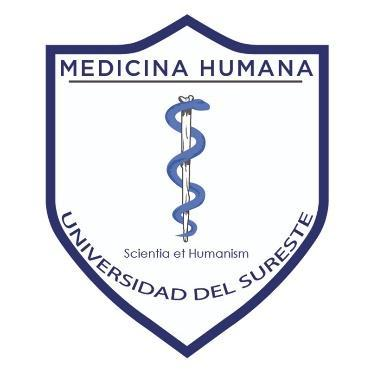 MEDICINA HUMANA
Scientia et Humanism
UNIVERSIDAD DEL SURESTE